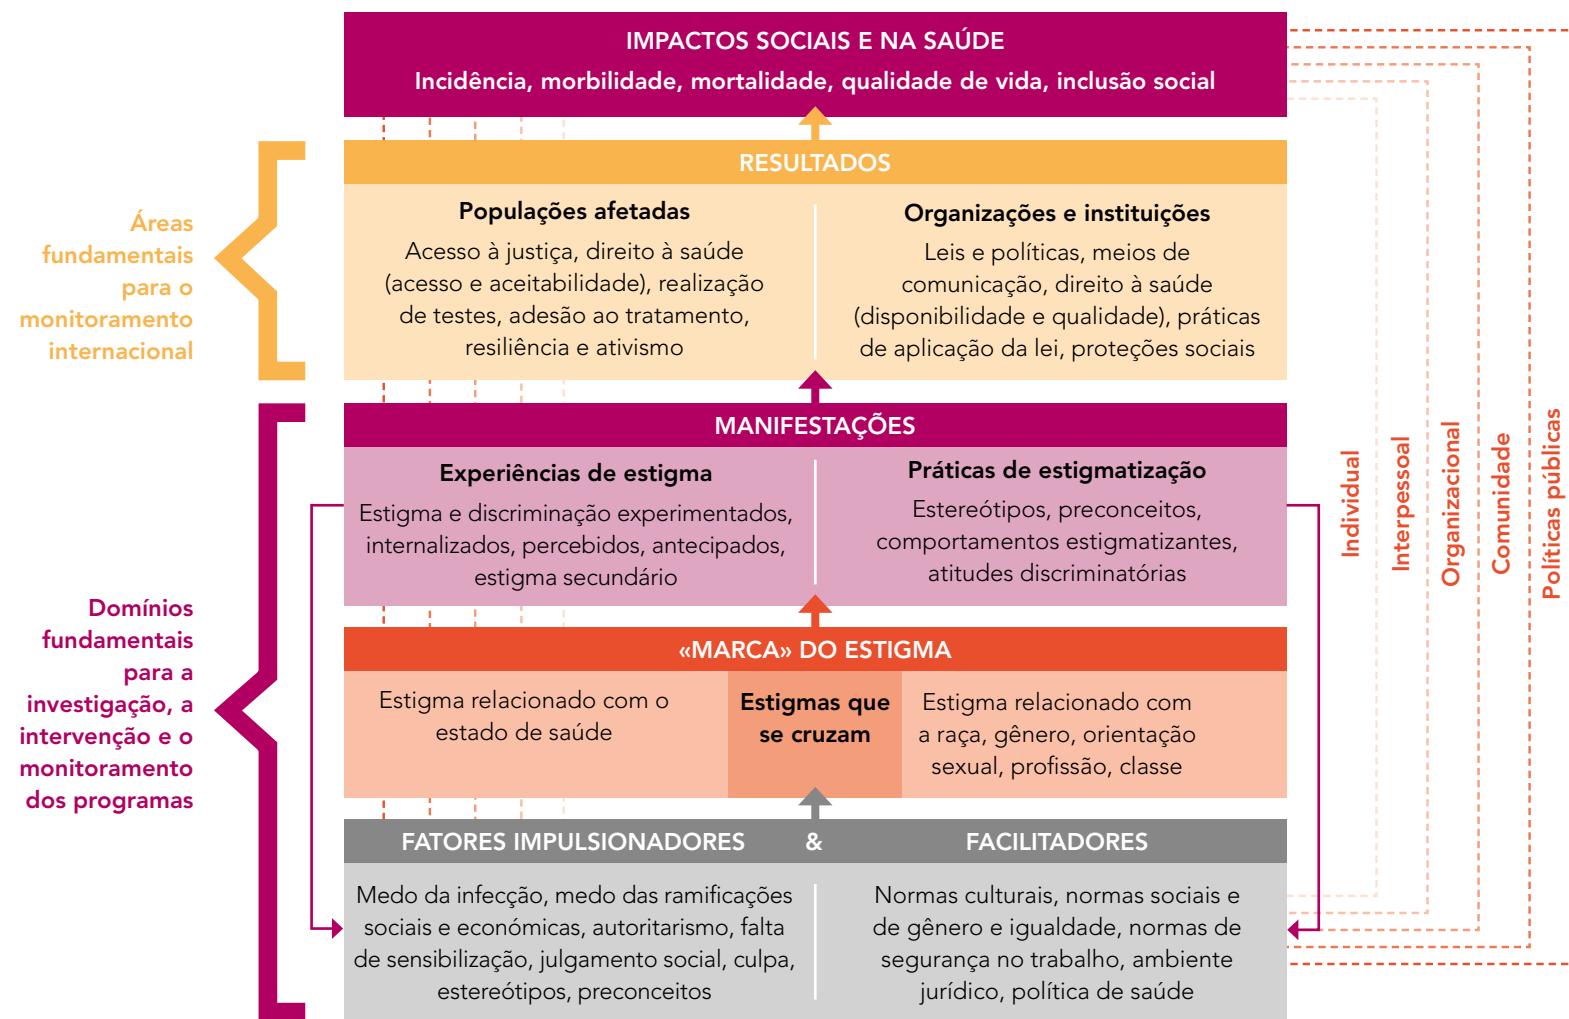 IMPACTOS SOCIAIS E NA SAÚDE
Incidência, morbilidade, mortalidade, qualidade de vida, inclusão social
Áreas
fundamentais
para o
monitoramento
internacional
RESULTADOS
Populações afetadas
Acesso à justiça, direito à saúde
(acesso e aceitabilidade), realização
de testes, adesão ao tratamento,
resiliência e ativismo
Organizações e instituições
Leis e políticas, meios de
comunicação, direito à saúde
(disponibilidade e qualidade), práticas
de aplicação da lei, proteções sociais
Domínios
fundamentais
para a
investigação, a
intervenção e o
monitoramento
dos programas
MANIFESTAÇÕES
Experiências de estigma
Estigma e discriminação experimentados,
internalizados, percebidos, antecipados,
estigma secundário
Práticas de estigmatização
Estereótipos, preconceitos,
comportamentos estigmatizantes,
atitudes discriminatórias
«MARCA» DO ESTIGMA
Estigma relacionado com o
estado de saúde
Estigmas que
se cruzam
Estigma relacionado com
a raça, gênero, orientação
sexual, profissão, classe
FATORES IMPULSIONADORES & FACILITADORES
Medo da infecção, medo das ramificações
sociais e económicas, autoritarismo, falta
de sensibilização, julgamento social, culpa,
estereótipos, preconceitos
Normas culturais, normas sociais e
de gênero e igualdade, normas de
segurança no trabalho, ambiente
jurídico, política de saúde
Individual
Interpessoal
Organizacional
Comunidade
Políticas públicas